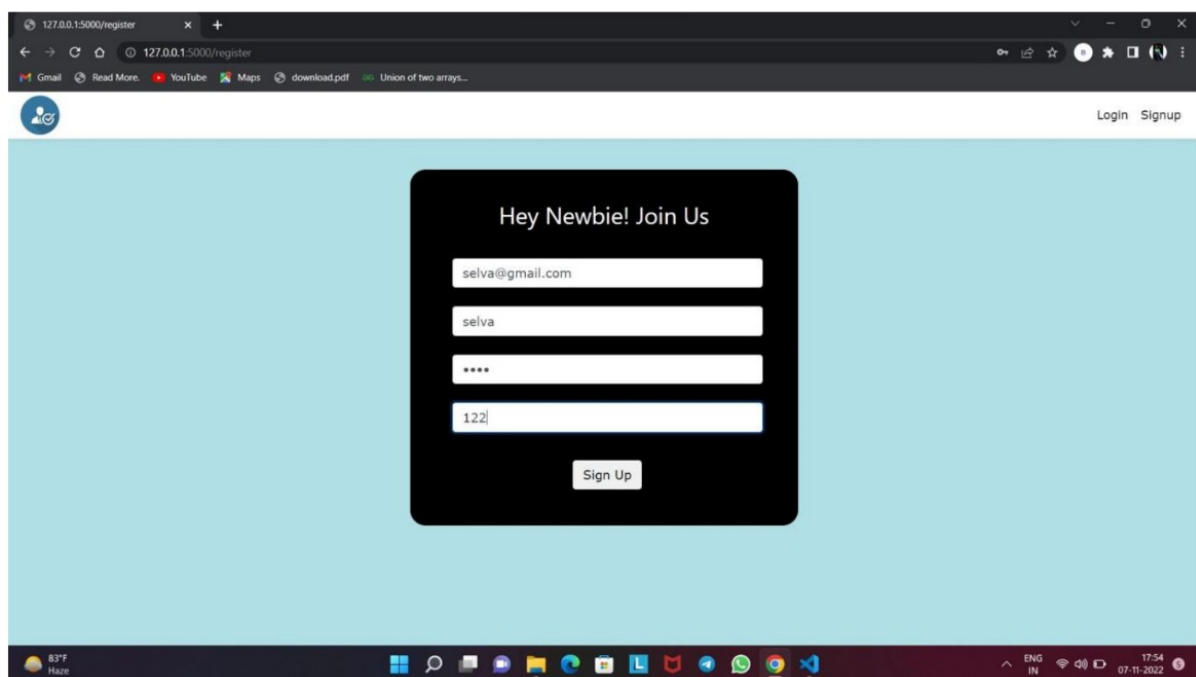 127.0.0.1:5000/register
127.0.0.1:5000/register
Gmail Read More. YouTube Maps download.pdf Union of two arrays...
Login Signup
Hey Newbie! Join Us
selva@gmail.com
selva
••••
122
Sign Up
83°F
Haze
ENG
IN
17:54
07-11-2022